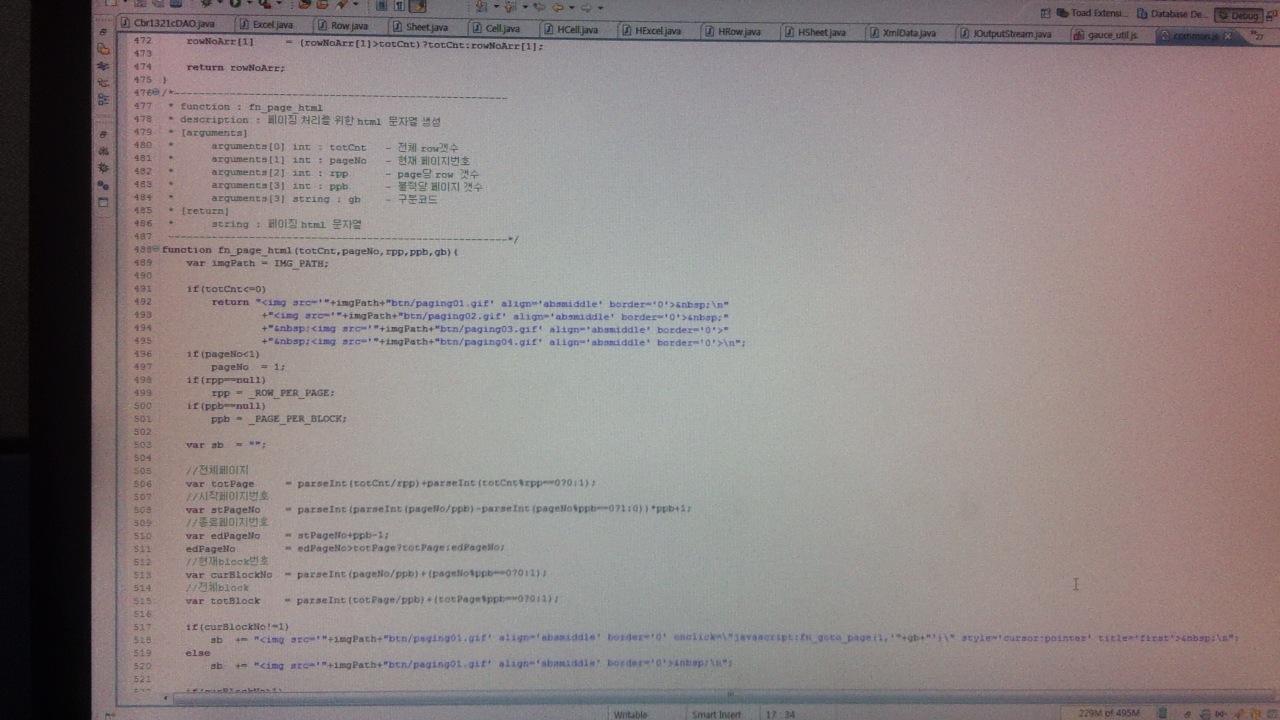 Toad Extensi... Database De... Debug
Cbr1321cDAO.java Excel.java Row.java Sheet.java Cell.java HCell.java HExcel.java HRow.java HSheet.java XmlData.java JOutputStream.java gauce_util.js common.js 27
472 rowNoArr[1] = (rowNoArr[1]>totCnt)?totCnt:rowNoArr[1];
473
474 return rowNoArr;
475 }
476 /*------------------------------------------------------
477 * function : fn_page_html
478 * description : 페이징 처리를 위한 html 문자열 생성
479 * [arguments]
480 * arguments[0] int : totCnt - 전체 row갯수
481 * arguments[1] int : pageNo - 현재 페이지번호
482 * arguments[2] int : rpp - page당 row 갯수
483 * arguments[3] int : ppb - 블럭당 페이지 갯수
484 * arguments[3] string : gb - 구분코드
485 * [return]
486 * string : 페이징 html 문자열
487 ------------------------------------------------------*/
488 function fn_page_html(totCnt,pageNo,rpp,ppb,gb){
489 var imgPath = IMG_PATH;
490
491 if(totCnt<=0)
492 return "<img src='"+imgPath+"btn/paging01.gif' align='absmiddle' border='0'>&nbsp;\n"
493 +"<img src='"+imgPath+"btn/paging02.gif' align='absmiddle' border='0'>&nbsp;"
494 +"&nbsp;<img src='"+imgPath+"btn/paging03.gif' align='absmiddle' border='0'>"
495 +"&nbsp;<img src='"+imgPath+"btn/paging04.gif' align='absmiddle' border='0'>\n";
496 if(pageNo<1)
497 pageNo = 1;
498 if(rpp==null)
499 rpp = _ROW_PER_PAGE;
500 if(ppb==null)
501 ppb = _PAGE_PER_BLOCK;
502
503 var sb = "";
504
505 //전체페이지
506 var totPage = parseInt(totCnt/rpp)+parseInt(totCnt%rpp==0?0:1);
507 //시작페이지번호
508 var stPageNo = parseInt(parseInt(pageNo/ppb)-parseInt(pageNo%ppb==0?1:0))*ppb+1;
509 //종료페이지번호
510 var edPageNo = stPageNo+ppb-1;
511 edPageNo = edPageNo>totPage?totPage:edPageNo;
512 //현재block번호
513 var curBlockNo = parseInt(pageNo/ppb)+(pageNo%ppb==0?0:1);
514 //전체block
515 var totBlock = parseInt(totPage/ppb)+(totPage%ppb==0?0:1);
516
517 if(curBlockNo!=1)
518 sb += "<img src='"+imgPath+"btn/paging01.gif' align='absmiddle' border='0' onclick=\"javascript:fn_goto_page(1,'"+gb+"')\" style='cursor:pointer' title='first'>&nbsp;\n";
519 else
520 sb += "<img src='"+imgPath+"btn/paging01.gif' align='absmiddle' border='0'>&nbsp;\n";
521
Writable Smart Insert 17 : 34 229M of 495M